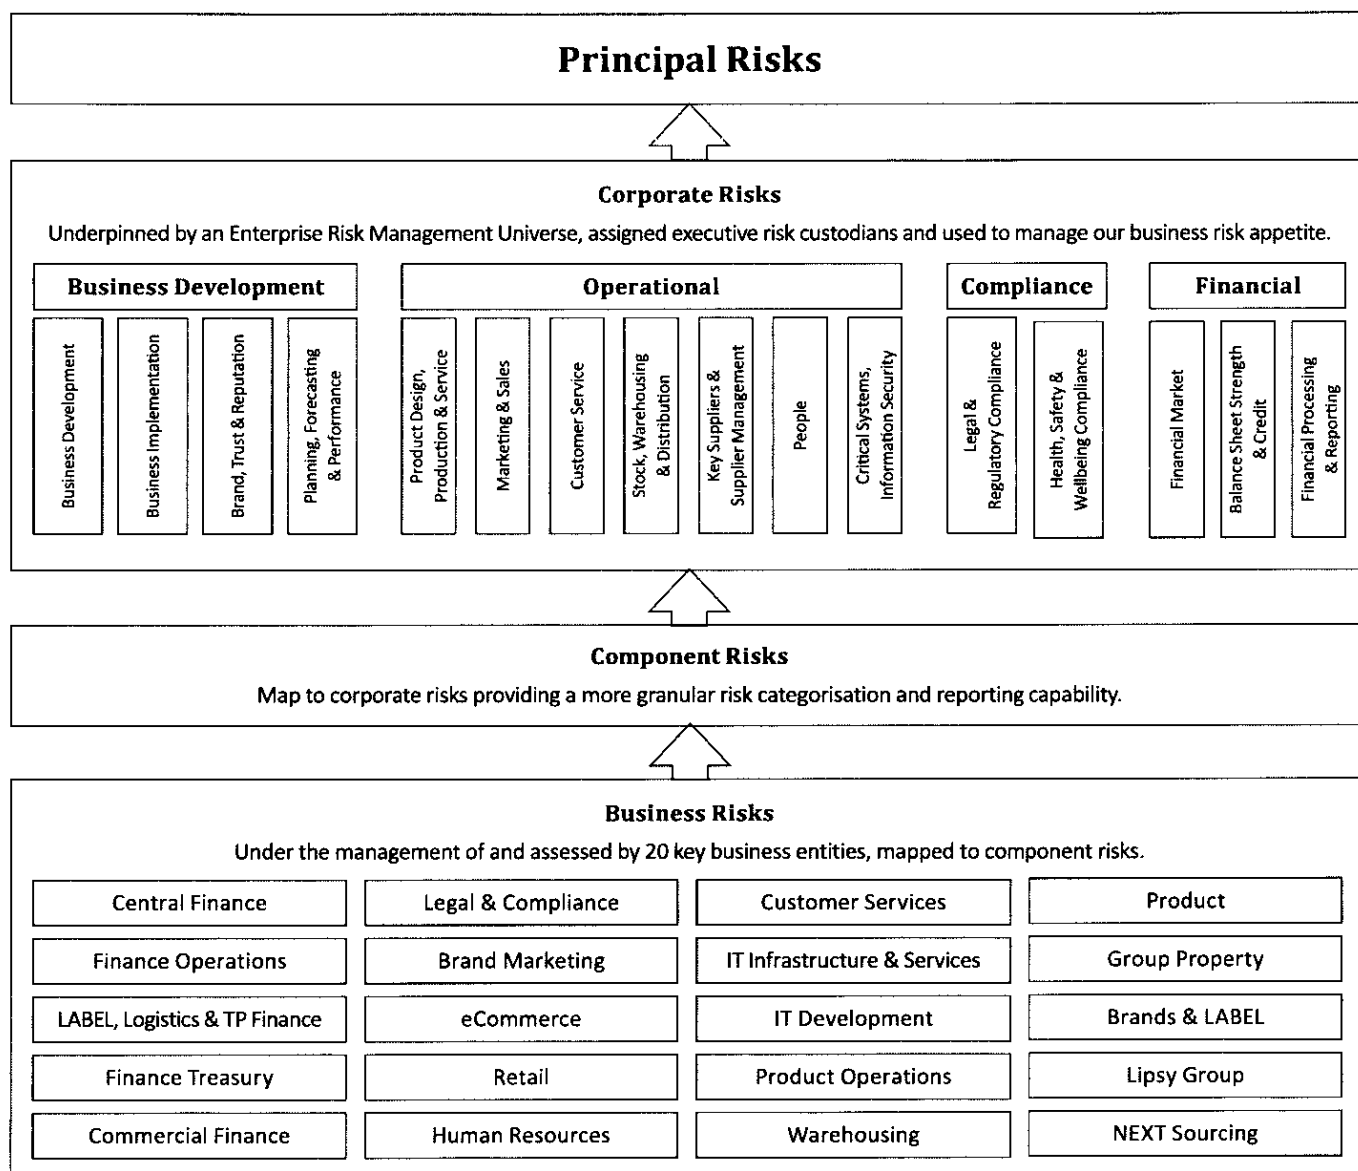 Principal Risks
Corporate Risks
Underpinned by an Enterprise Risk Management Universe, assigned executive risk custodians and used to manage our business risk appetite.
Business Development
Business Development
Business Implementation
Brand, Trust & Reputation
Planning, Forecasting
& Performance
Operational
Product Design,
Production & Service
Marketing & Sales
Customer Service
Stock, Warehousing
& Distribution
Key Suppliers &
Supplier Management
People
Critical Systems,
Information Security
Compliance
Legal &
Regulatory Compliance
Health, Safety &
Wellbeing Compliance
Financial
Financial Market
Balance Sheet Strength
& Credit
Financial Processing
& Reporting
Component Risks
Map to corporate risks providing a more granular risk categorisation and reporting capability.
Business Risks
Under the management of and assessed by 20 key business entities, mapped to component risks.
Central Finance
Legal & Compliance
Customer Services
Product
Finance Operations
Brand Marketing
IT Infrastructure & Services
Group Property
LABEL, Logistics & TP Finance
eCommerce
IT Development
Brands & LABEL
Finance Treasury
Retail
Product Operations
Lipsy Group
Commercial Finance
Human Resources
Warehousing
NEXT Sourcing